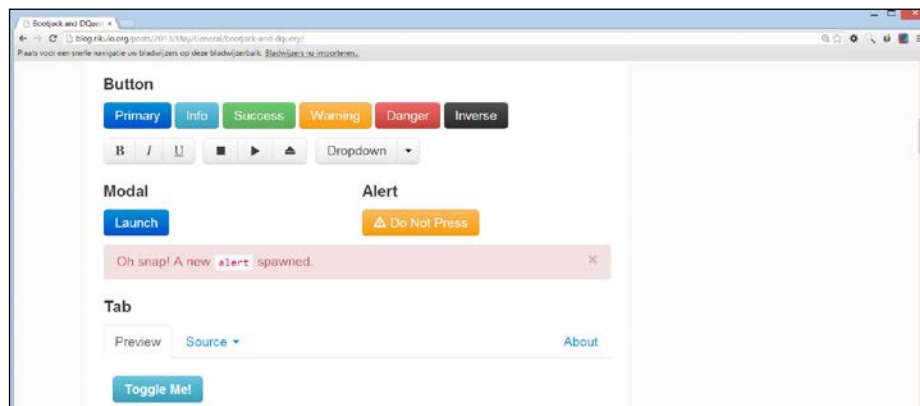 Bootjack and DQuery
blog.rikulo.org/posts/2013/May/General/bootjack-and-dquery/
Plaats voor een snelle navigatie uw bladwijzers op deze bladwijzerbalk. Bladwijzers nu importeren...
Button
Primary Info Success Warning Danger Inverse
B I U Dropdown
Modal Alert
Launch Do Not Press
Oh snap! A new alert spawned. ×
Tab
Preview Source About
Toggle Me!